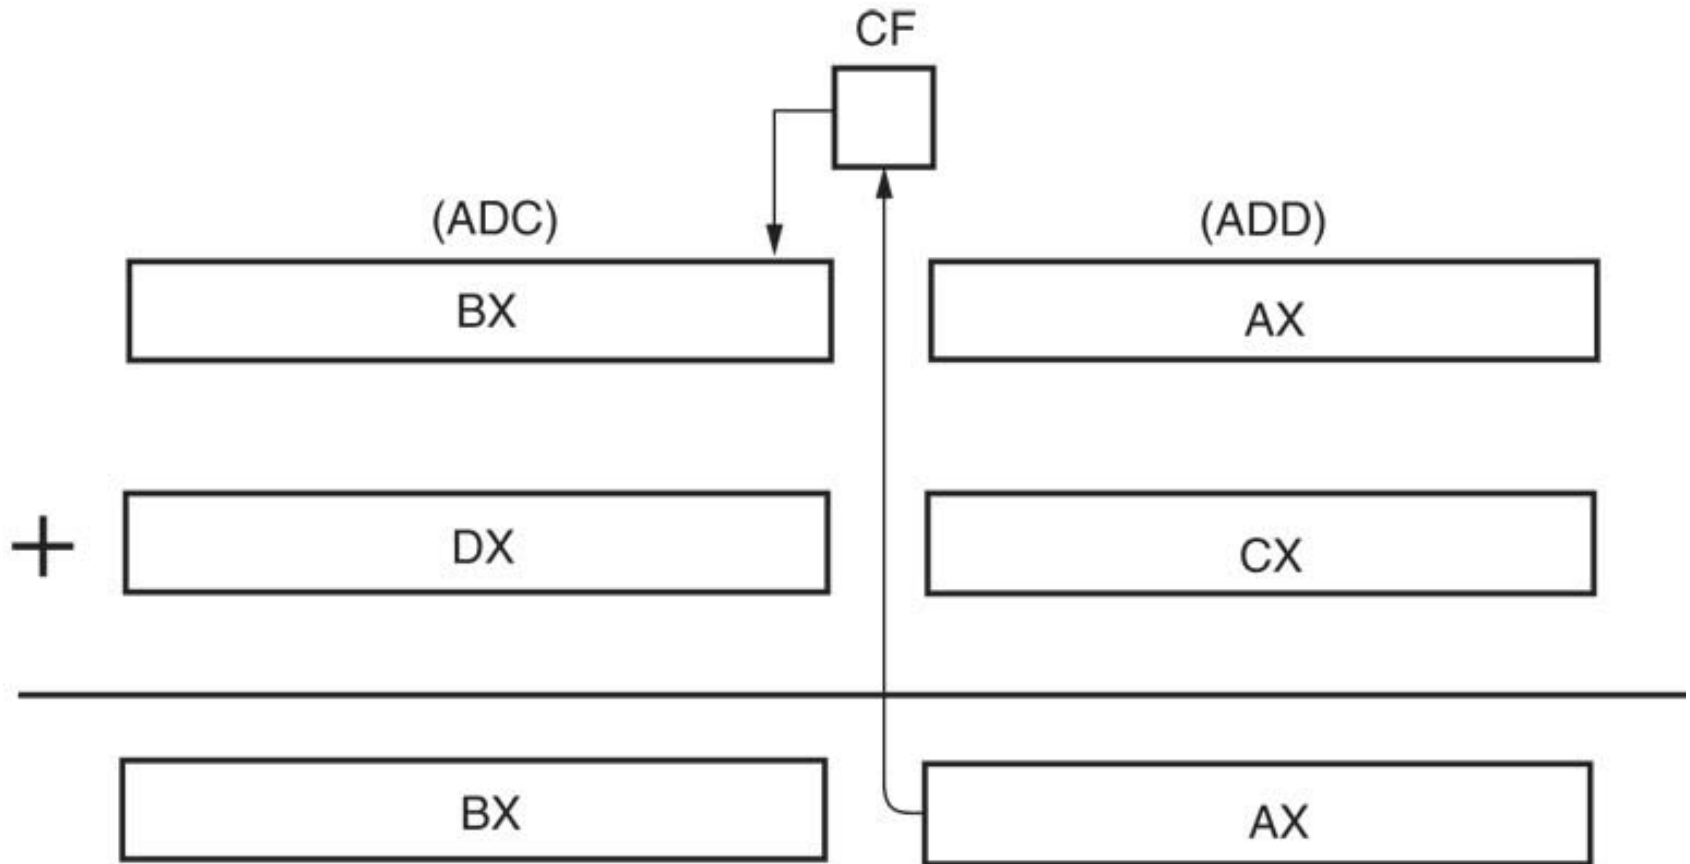 CF
(ADC) (ADD)
BX AX
+ DX CX
BX AX